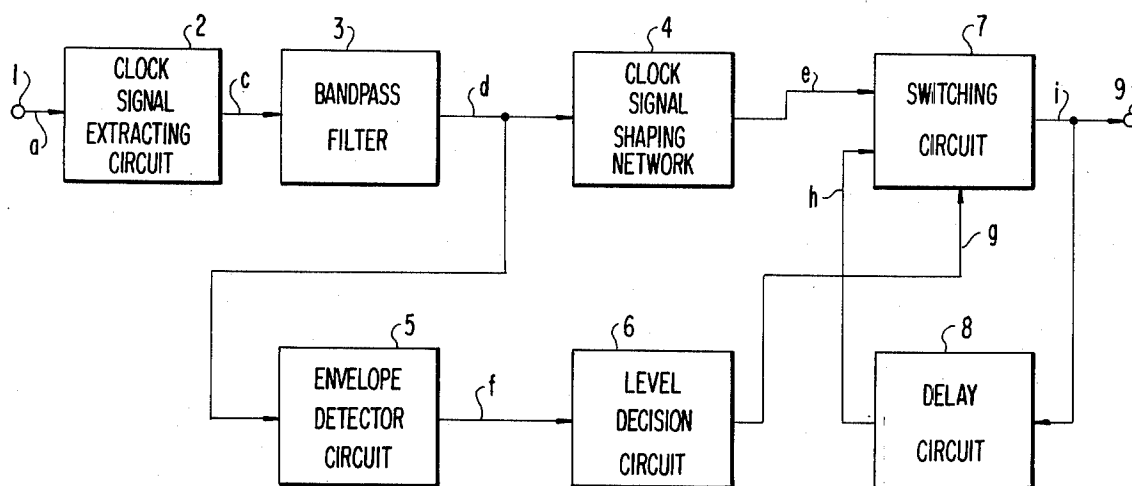 1
a
2
CLOCK
SIGNAL
EXTRACTING
CIRCUIT
c
3
BANDPASS
FILTER
d
4
CLOCK
SIGNAL
SHAPING
NETWORK
e
7
SWITCHING
CIRCUIT
i
9
h
g
5
ENVELOPE
DETECTOR
CIRCUIT
f
6
LEVEL
DECISION
CIRCUIT
8
DELAY
CIRCUIT